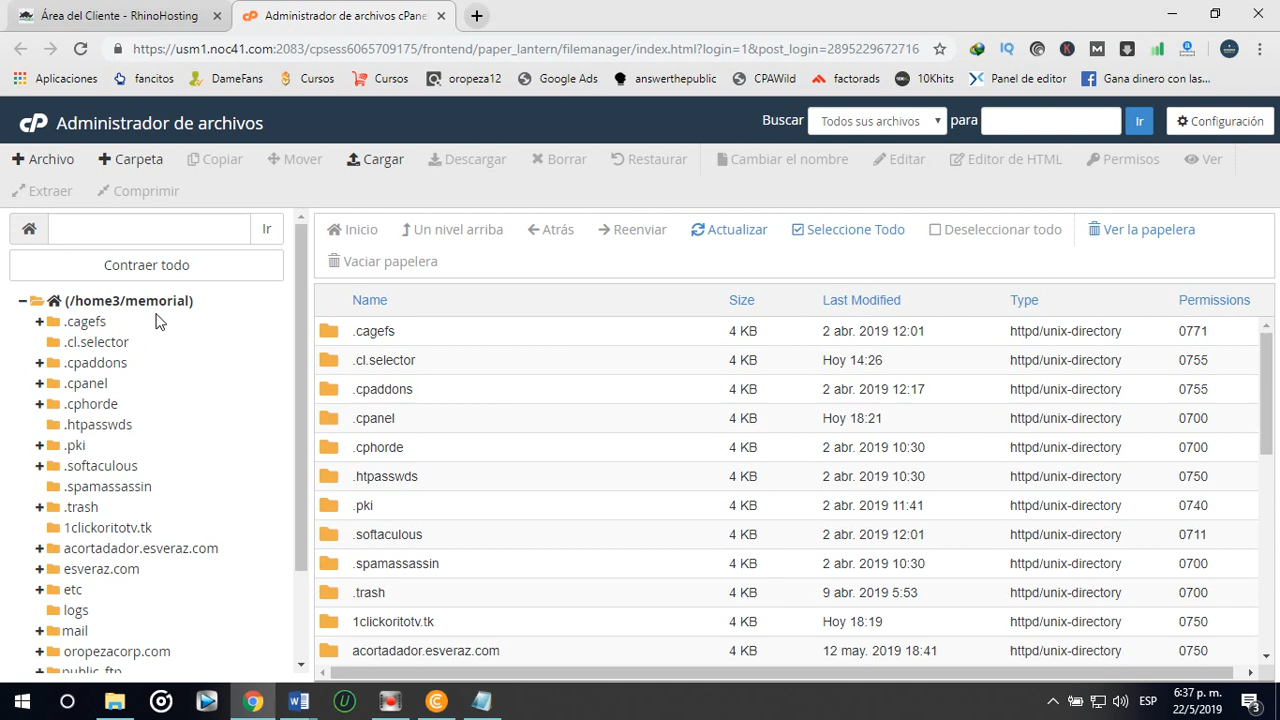 Área del Cliente - RhinoHosting
Administrador de archivos cPane
https://usm1.noc41.com:2083/cpsess6065709175/frontend/paper_lantern/filemanager/index.html?login=1&post_login=2895229672716
Aplicaciones fancitos DameFans Cursos Cursos oropeza12 Google Ads answerthepublic CPAWild factorads 10Khits Panel de editor Gana dinero con las...
cP Administrador de archivos
Buscar Todos sus archivos para Ir Configuración
Archivo Carpeta Copiar Mover Cargar Descargar Borrar Restaurar Cambiar el nombre Editar Editor de HTML Permisos Ver
Extraer Comprimir
Ir
Contraer todo
(/home3/memorial)
.cagefs
.cl.selector
.cpaddons
.cpanel
.cphorde
.htpasswds
.pki
.softaculous
.spamassassin
.trash
1clickoritotv.tk
acortadador.esveraz.com
esveraz.com
etc
logs
mail
oropezacorp.com
public_ftp
Inicio Un nivel arriba Atrás Reenviar Actualizar Seleccione Todo Deseleccionar todo Ver la papelera
Vaciar papelera
Name Size Last Modified Type Permissions
.cagefs 4 KB 2 abr. 2019 12:01 httpd/unix-directory 0771
.cl.selector 4 KB Hoy 14:26 httpd/unix-directory 0755
.cpaddons 4 KB 2 abr. 2019 12:17 httpd/unix-directory 0755
.cpanel 4 KB Hoy 18:21 httpd/unix-directory 0700
.cphorde 4 KB 2 abr. 2019 10:30 httpd/unix-directory 0700
.htpasswds 4 KB 2 abr. 2019 10:30 httpd/unix-directory 0750
.pki 4 KB 2 abr. 2019 11:41 httpd/unix-directory 0740
.softaculous 4 KB 2 abr. 2019 12:01 httpd/unix-directory 0711
.spamassassin 4 KB 2 abr. 2019 10:30 httpd/unix-directory 0700
.trash 4 KB 9 abr. 2019 5:53 httpd/unix-directory 0700
1clickoritotv.tk 4 KB Hoy 18:19 httpd/unix-directory 0750
acortadador.esveraz.com 4 KB 12 may. 2019 18:41 httpd/unix-directory 0750
ESP
6:37 p. m.
22/5/2019
3